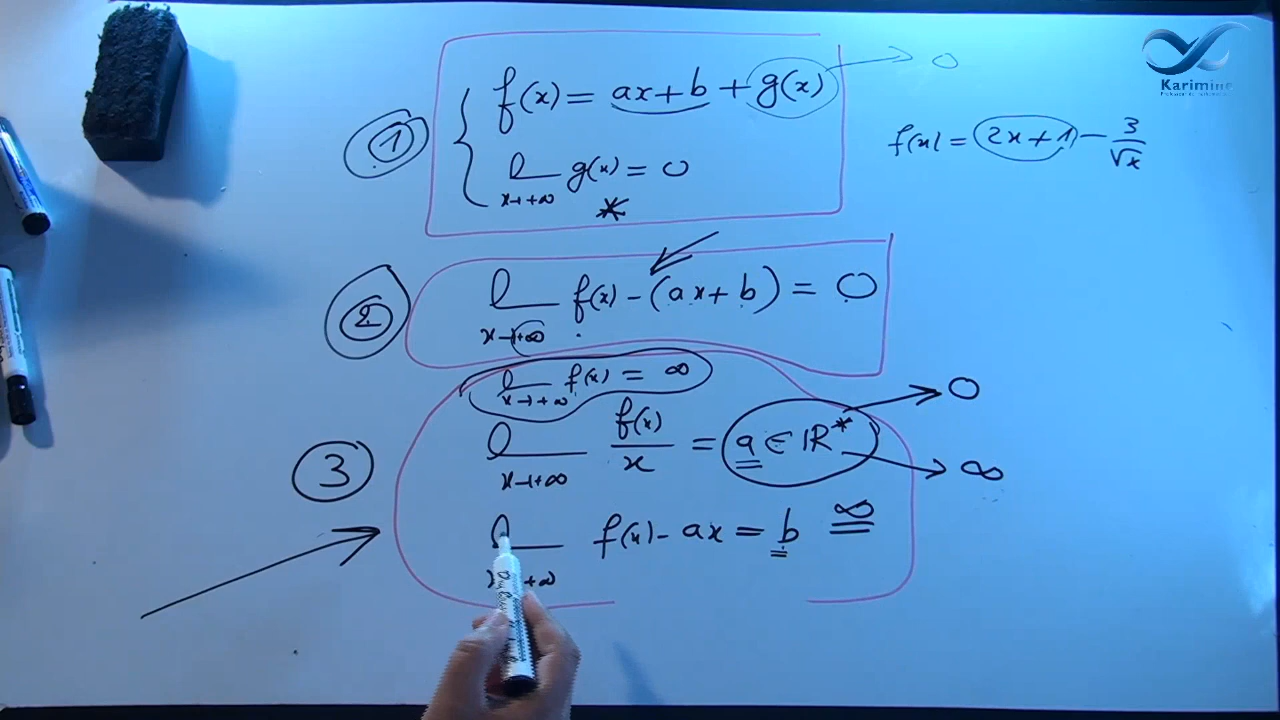 Karimine
f(x) = ax + b + g(x) → 0
①
lim g(x) = 0
x→+∞
*
f(x) = 2x + 1 - 3/√x
②
lim f(x) - (ax + b) = 0
x→+∞
lim f(x) = ∞
x→+∞
③
lim f(x)/x = a ∈ ℝ* → 0 → ∞
x→+∞
lim f(x) - ax = b ∞
x→+∞